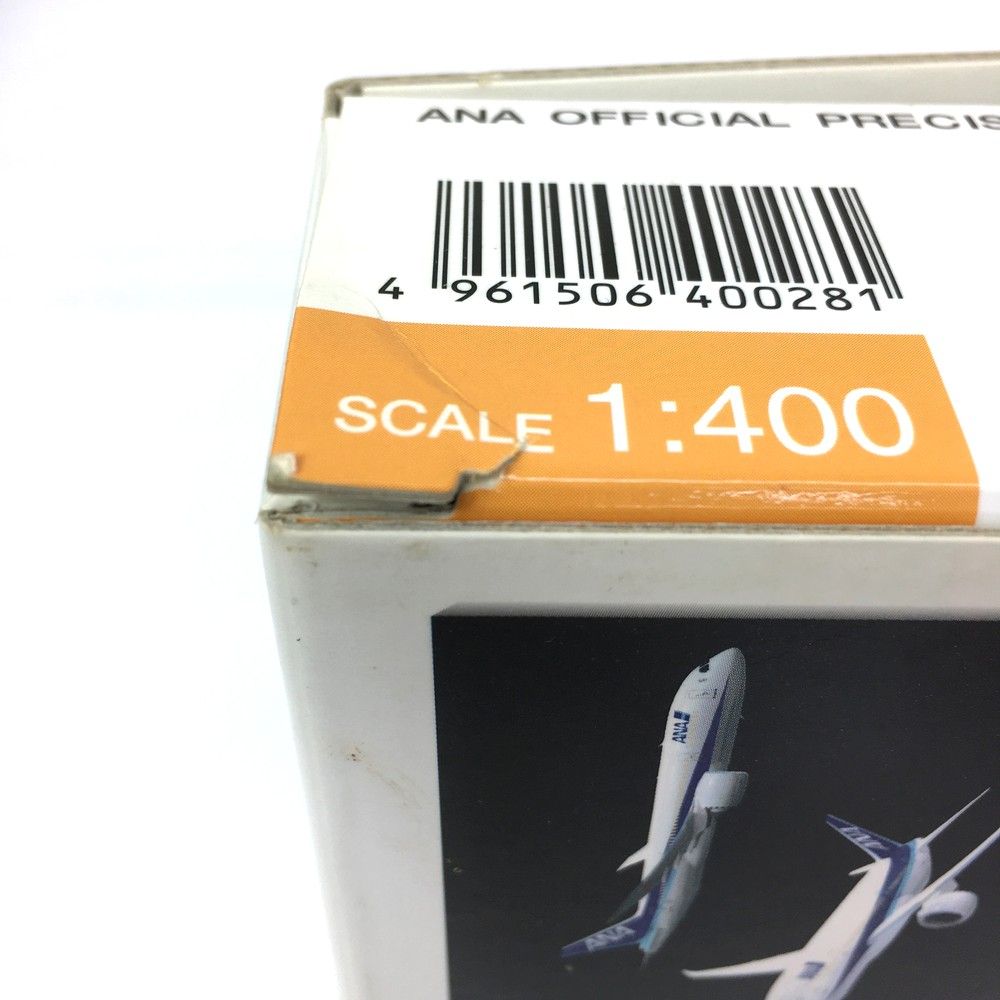 ANA OFFICIAL PRECIS
4 961506 400281
SCALE 1:400
ANA
ANA